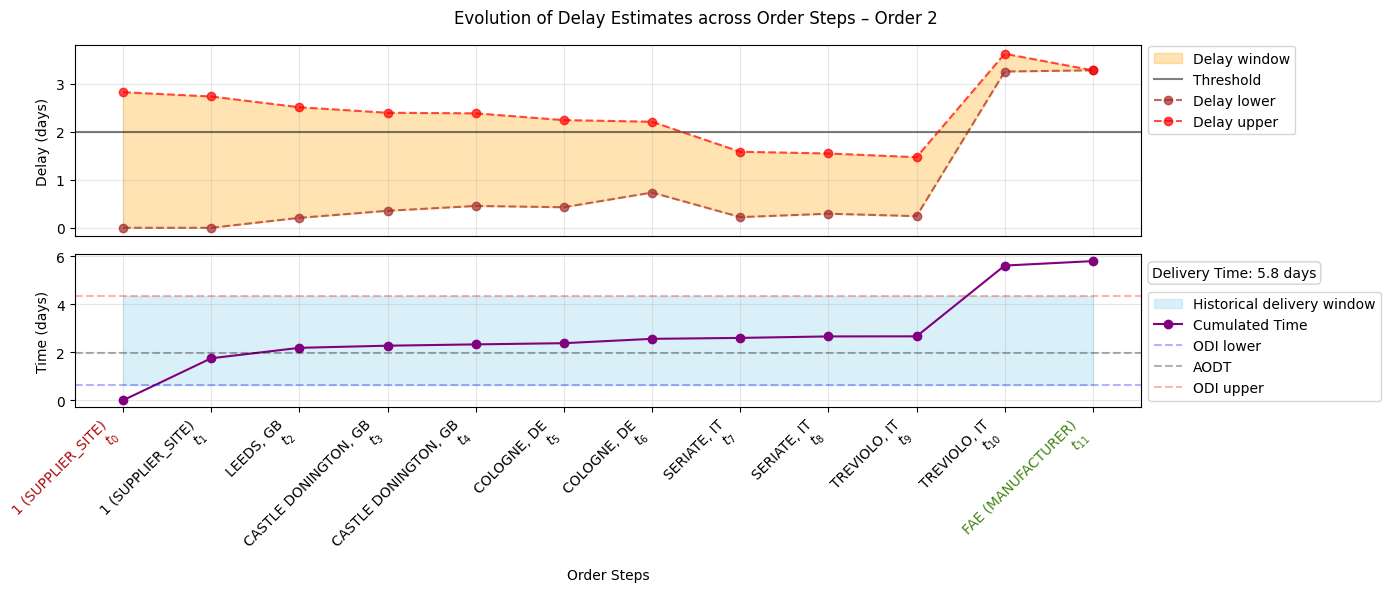 Evolution of Delay Estimates across Order Steps – Order 2
Delay (days)
3
2
1
0
Delay window
Threshold
Delay lower
Delay upper
Time (days)
6
4
2
0
Delivery Time: 5.8 days
Historical delivery window
Cumulated Time
ODI lower
AODT
ODI upper
1 (SUPPLIER_SITE)
t0
1 (SUPPLIER_SITE)
t1
LEEDS, GB
t2
CASTLE DONINGTON, GB
t3
CASTLE DONINGTON, GB
t4
COLOGNE, DE
t5
COLOGNE, DE
t6
SERIATE, IT
t7
SERIATE, IT
t8
TREVIOLO, IT
t9
TREVIOLO, IT
t10
FAE (MANUFACTURER)
t11
Order Steps